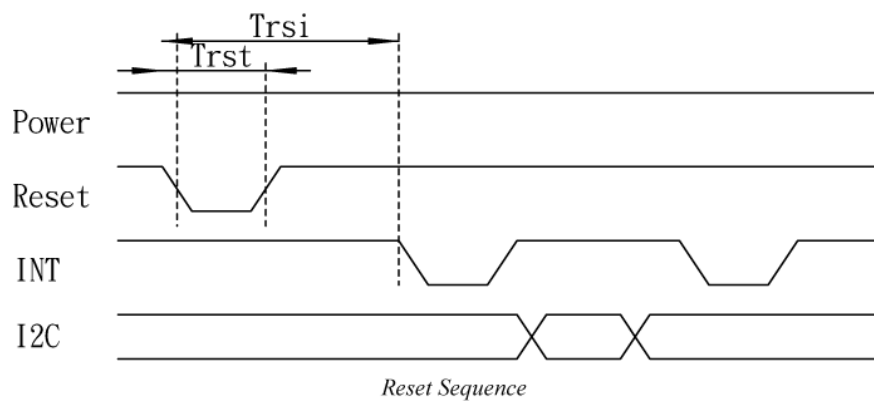 Trsi
Trst
Power
Reset
INT
I2C
Reset Sequence